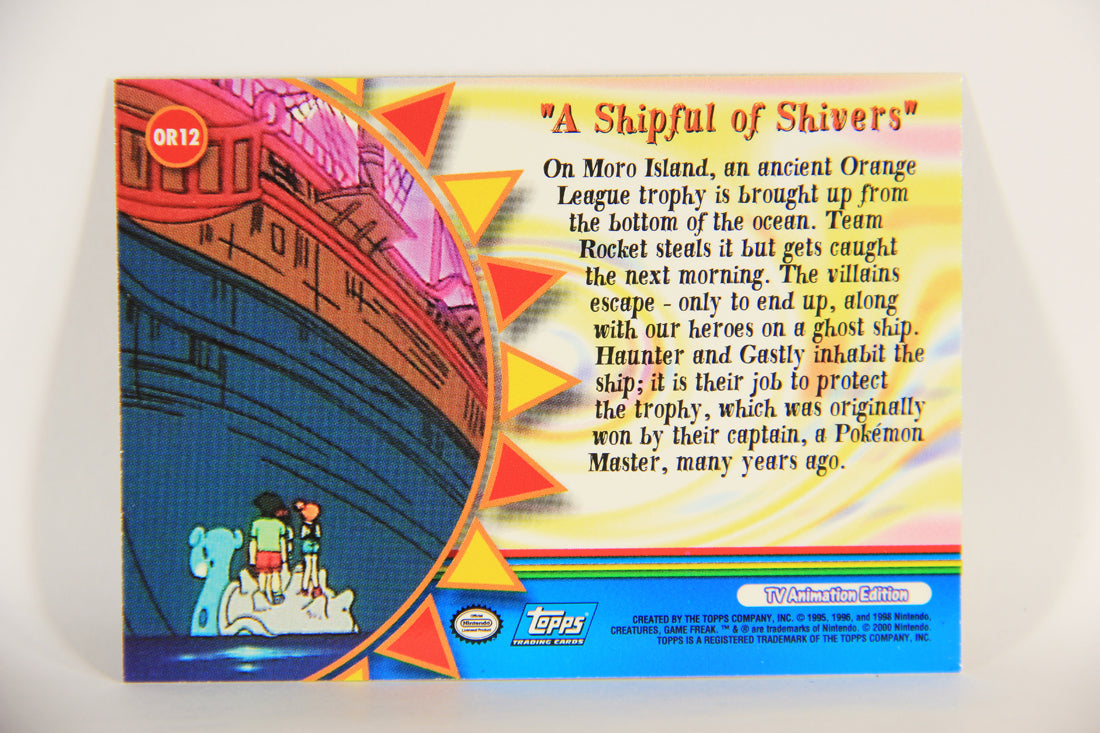 OR12
"A Shipful of Shivers"
On Moro Island, an ancient Orange
League trophy is brought up from
the bottom of the ocean. Team
Rocket steals it but gets caught
the next morning. The villains
escape - only to end up, along
with our heroes on a ghost ship.
Haunter and Gastly inhabit the
ship; it is their job to protect
the trophy, which was originally
won by their captain, a Pokémon
Master, many years ago.
TV Animation Edition
Official
Nintendo
Licensed Product
Topps
TRADING CARDS
CREATED BY THE TOPPS COMPANY, INC. © 1995, 1996, and 1998 Nintendo,
CREATURES, GAME FREAK. ™ & ® are trademarks of Nintendo. © 2000 Nintendo.
TOPPS IS A REGISTERED TRADEMARK OF THE TOPPS COMPANY, INC.